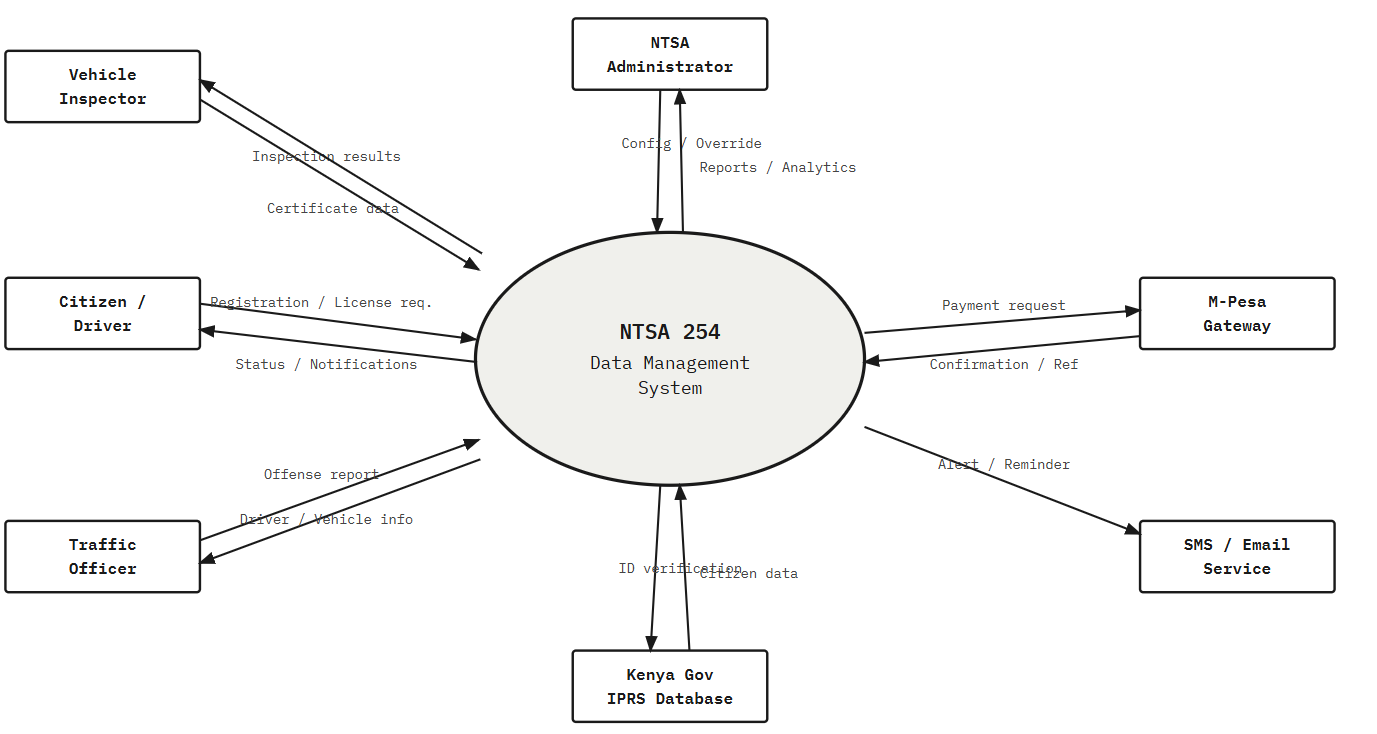 NTSA
Administrator
Vehicle
Inspector
Config / Override
Reports / Analytics
Inspection results
Certificate data
Citizen /
Driver
Registration / License req.
Status / Notifications
NTSA 254
Data Management
System
Payment request
Confirmation / Ref
M-Pesa
Gateway
Offense report
Driver / Vehicle info
Traffic
Officer
Alert / Reminder
SMS / Email
Service
ID verification
Citizen data
Kenya Gov
IPRS Database